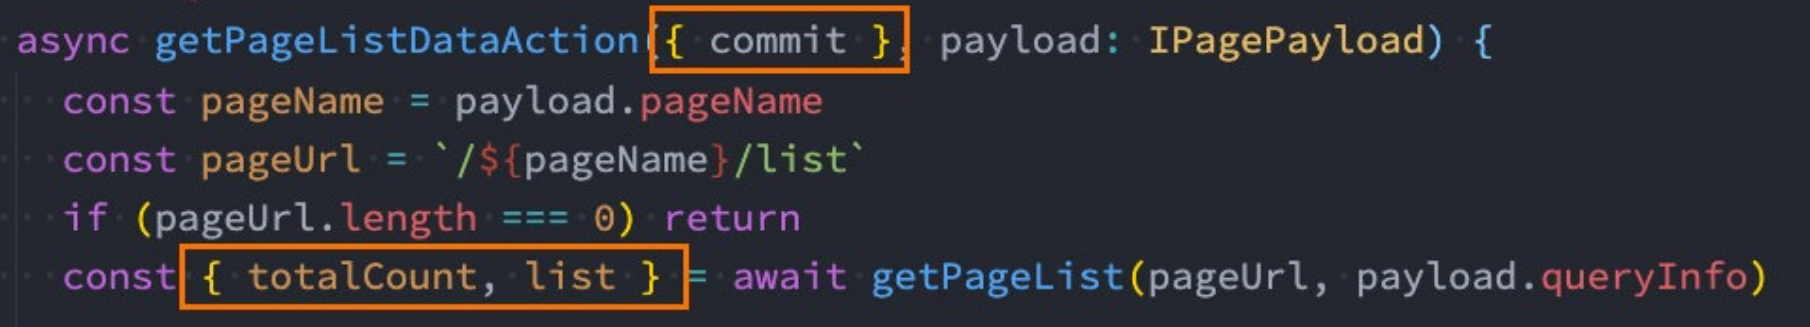 async getPageListDataAction({ commit }, payload: IPagePayload) {
const pageName = payload.pageName
const pageUrl = `/${pageName}/list`
if (pageUrl.length === 0) return
const { totalCount, list } = await getPageList(pageUrl, payload.queryInfo)